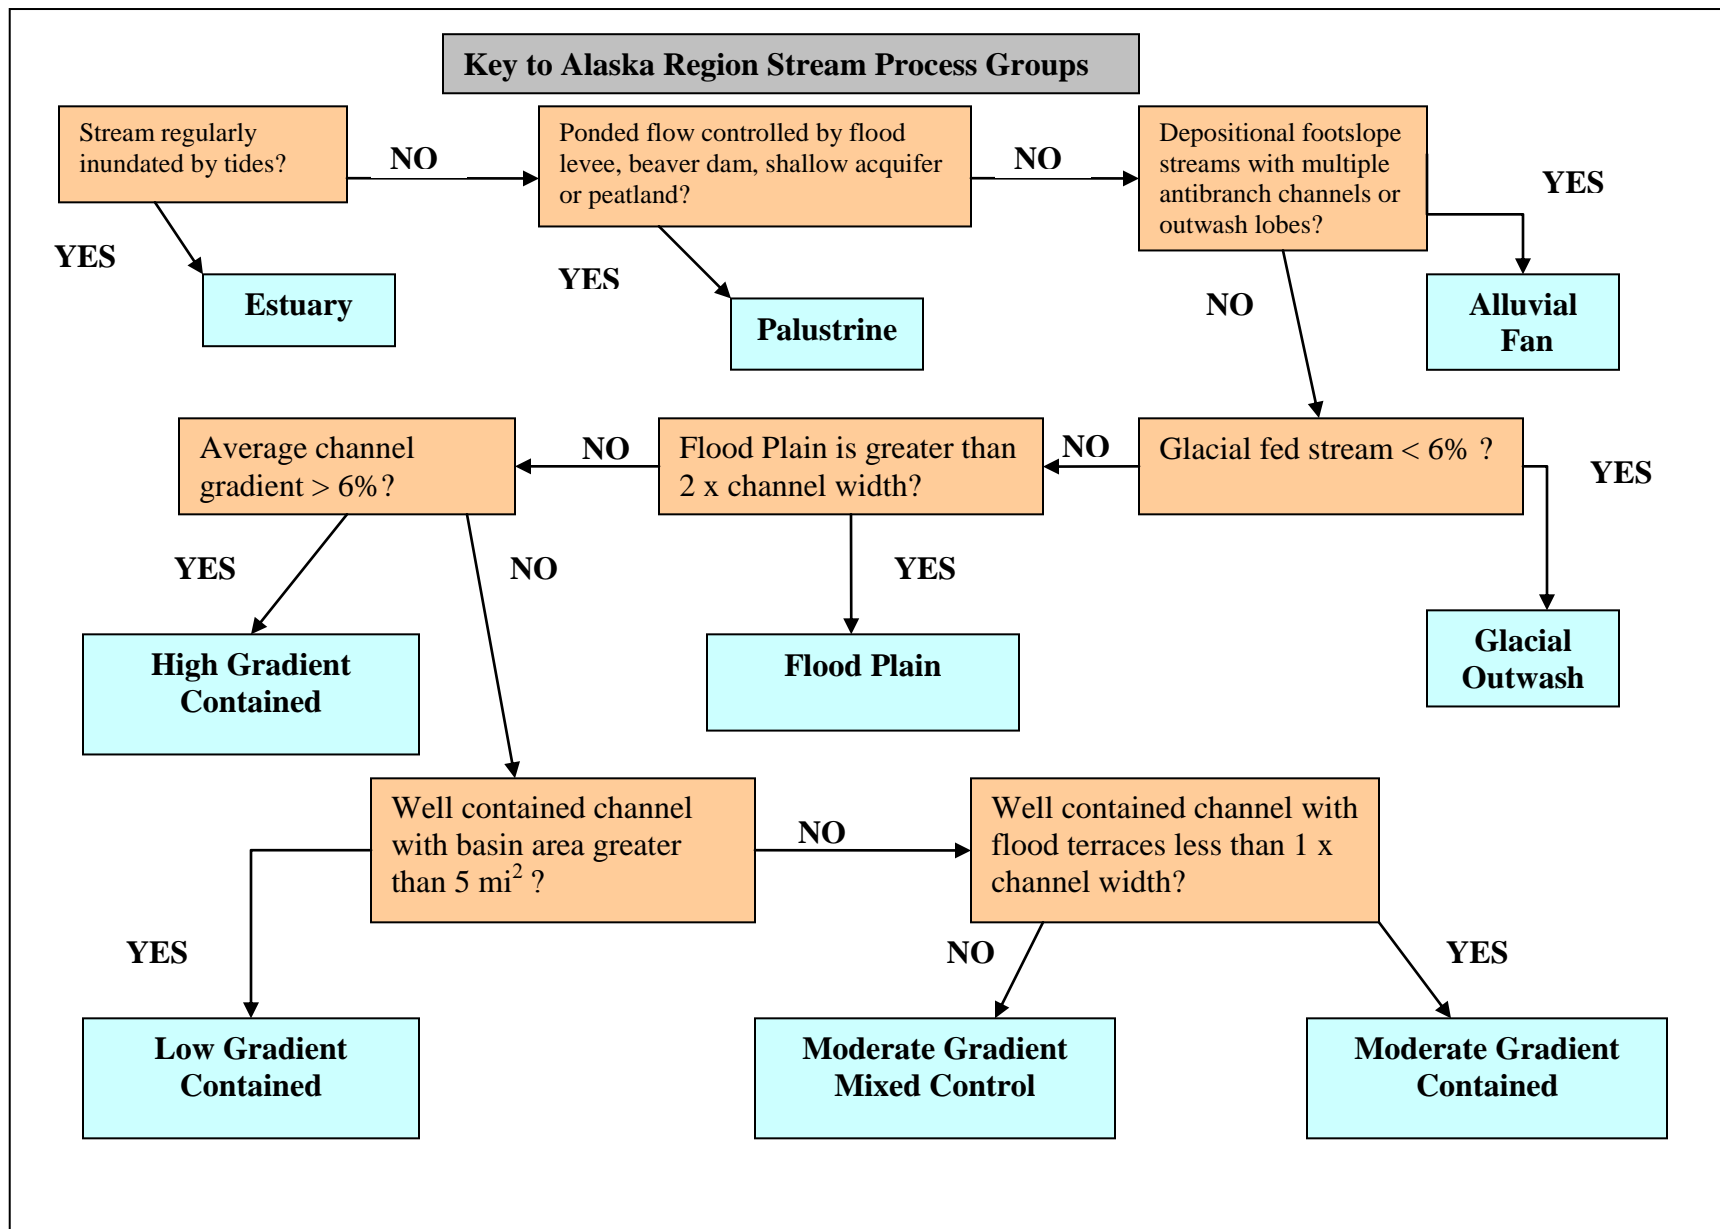 Key to Alaska Region Stream Process Groups
Stream regularly
inundated by tides?
NO
Ponded flow controlled by flood
levee, beaver dam, shallow acquifer
or peatland?
NO
Depositional footslope
streams with multiple
antibranch channels or
outwash lobes?
YES
YES
Estuary
YES
Palustrine
NO
Alluvial
Fan
Average channel
gradient > 6%?
NO
Flood Plain is greater than
2 x channel width?
NO
Glacial fed stream < 6% ?
YES
YES
NO
YES
High Gradient
Contained
Flood Plain
Glacial
Outwash
Well contained channel
with basin area greater
than 5 mi² ?
NO
Well contained channel with
flood terraces less than 1 x
channel width?
YES
NO
YES
Low Gradient
Contained
Moderate Gradient
Mixed Control
Moderate Gradient
Contained